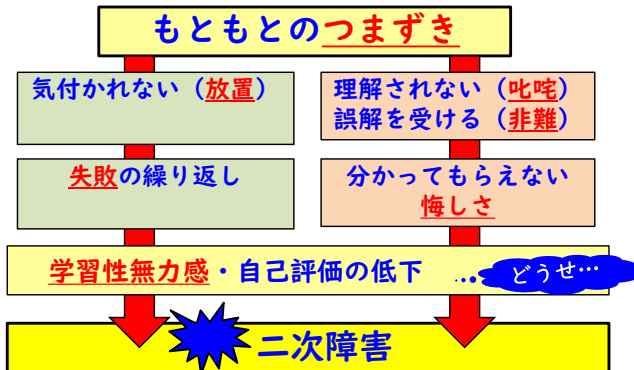 もともとのつまずき
気付かれない（放置）
理解されない（叱咤）
誤解を受ける（非難）
失敗の繰り返し
分かってもらえない
悔しさ
学習性無力感・自己評価の低下 …
どうせ…
二次障害